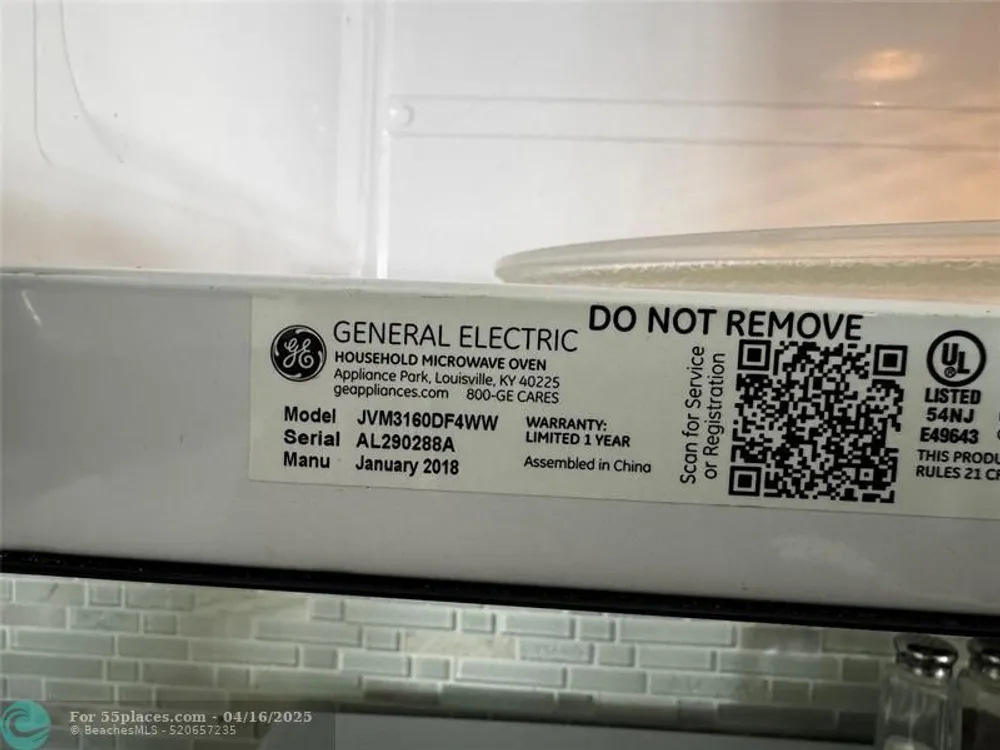 GE
GENERAL ELECTRIC
HOUSEHOLD MICROWAVE OVEN
Appliance Park, Louisville, KY 40225
geappliances.com 800-GE CARES
Model JVM3160DF4WW
Serial AL290288A
Manu January 2018
WARRANTY:
LIMITED 1 YEAR
Assembled in China
DO NOT REMOVE
Scan for Service
or Registration
UL
LISTED
54NJ
E49643
THIS PRODU
RULES 21 CF
For 55places.com - 04/16/2025
© BeachesMLS - 520657235